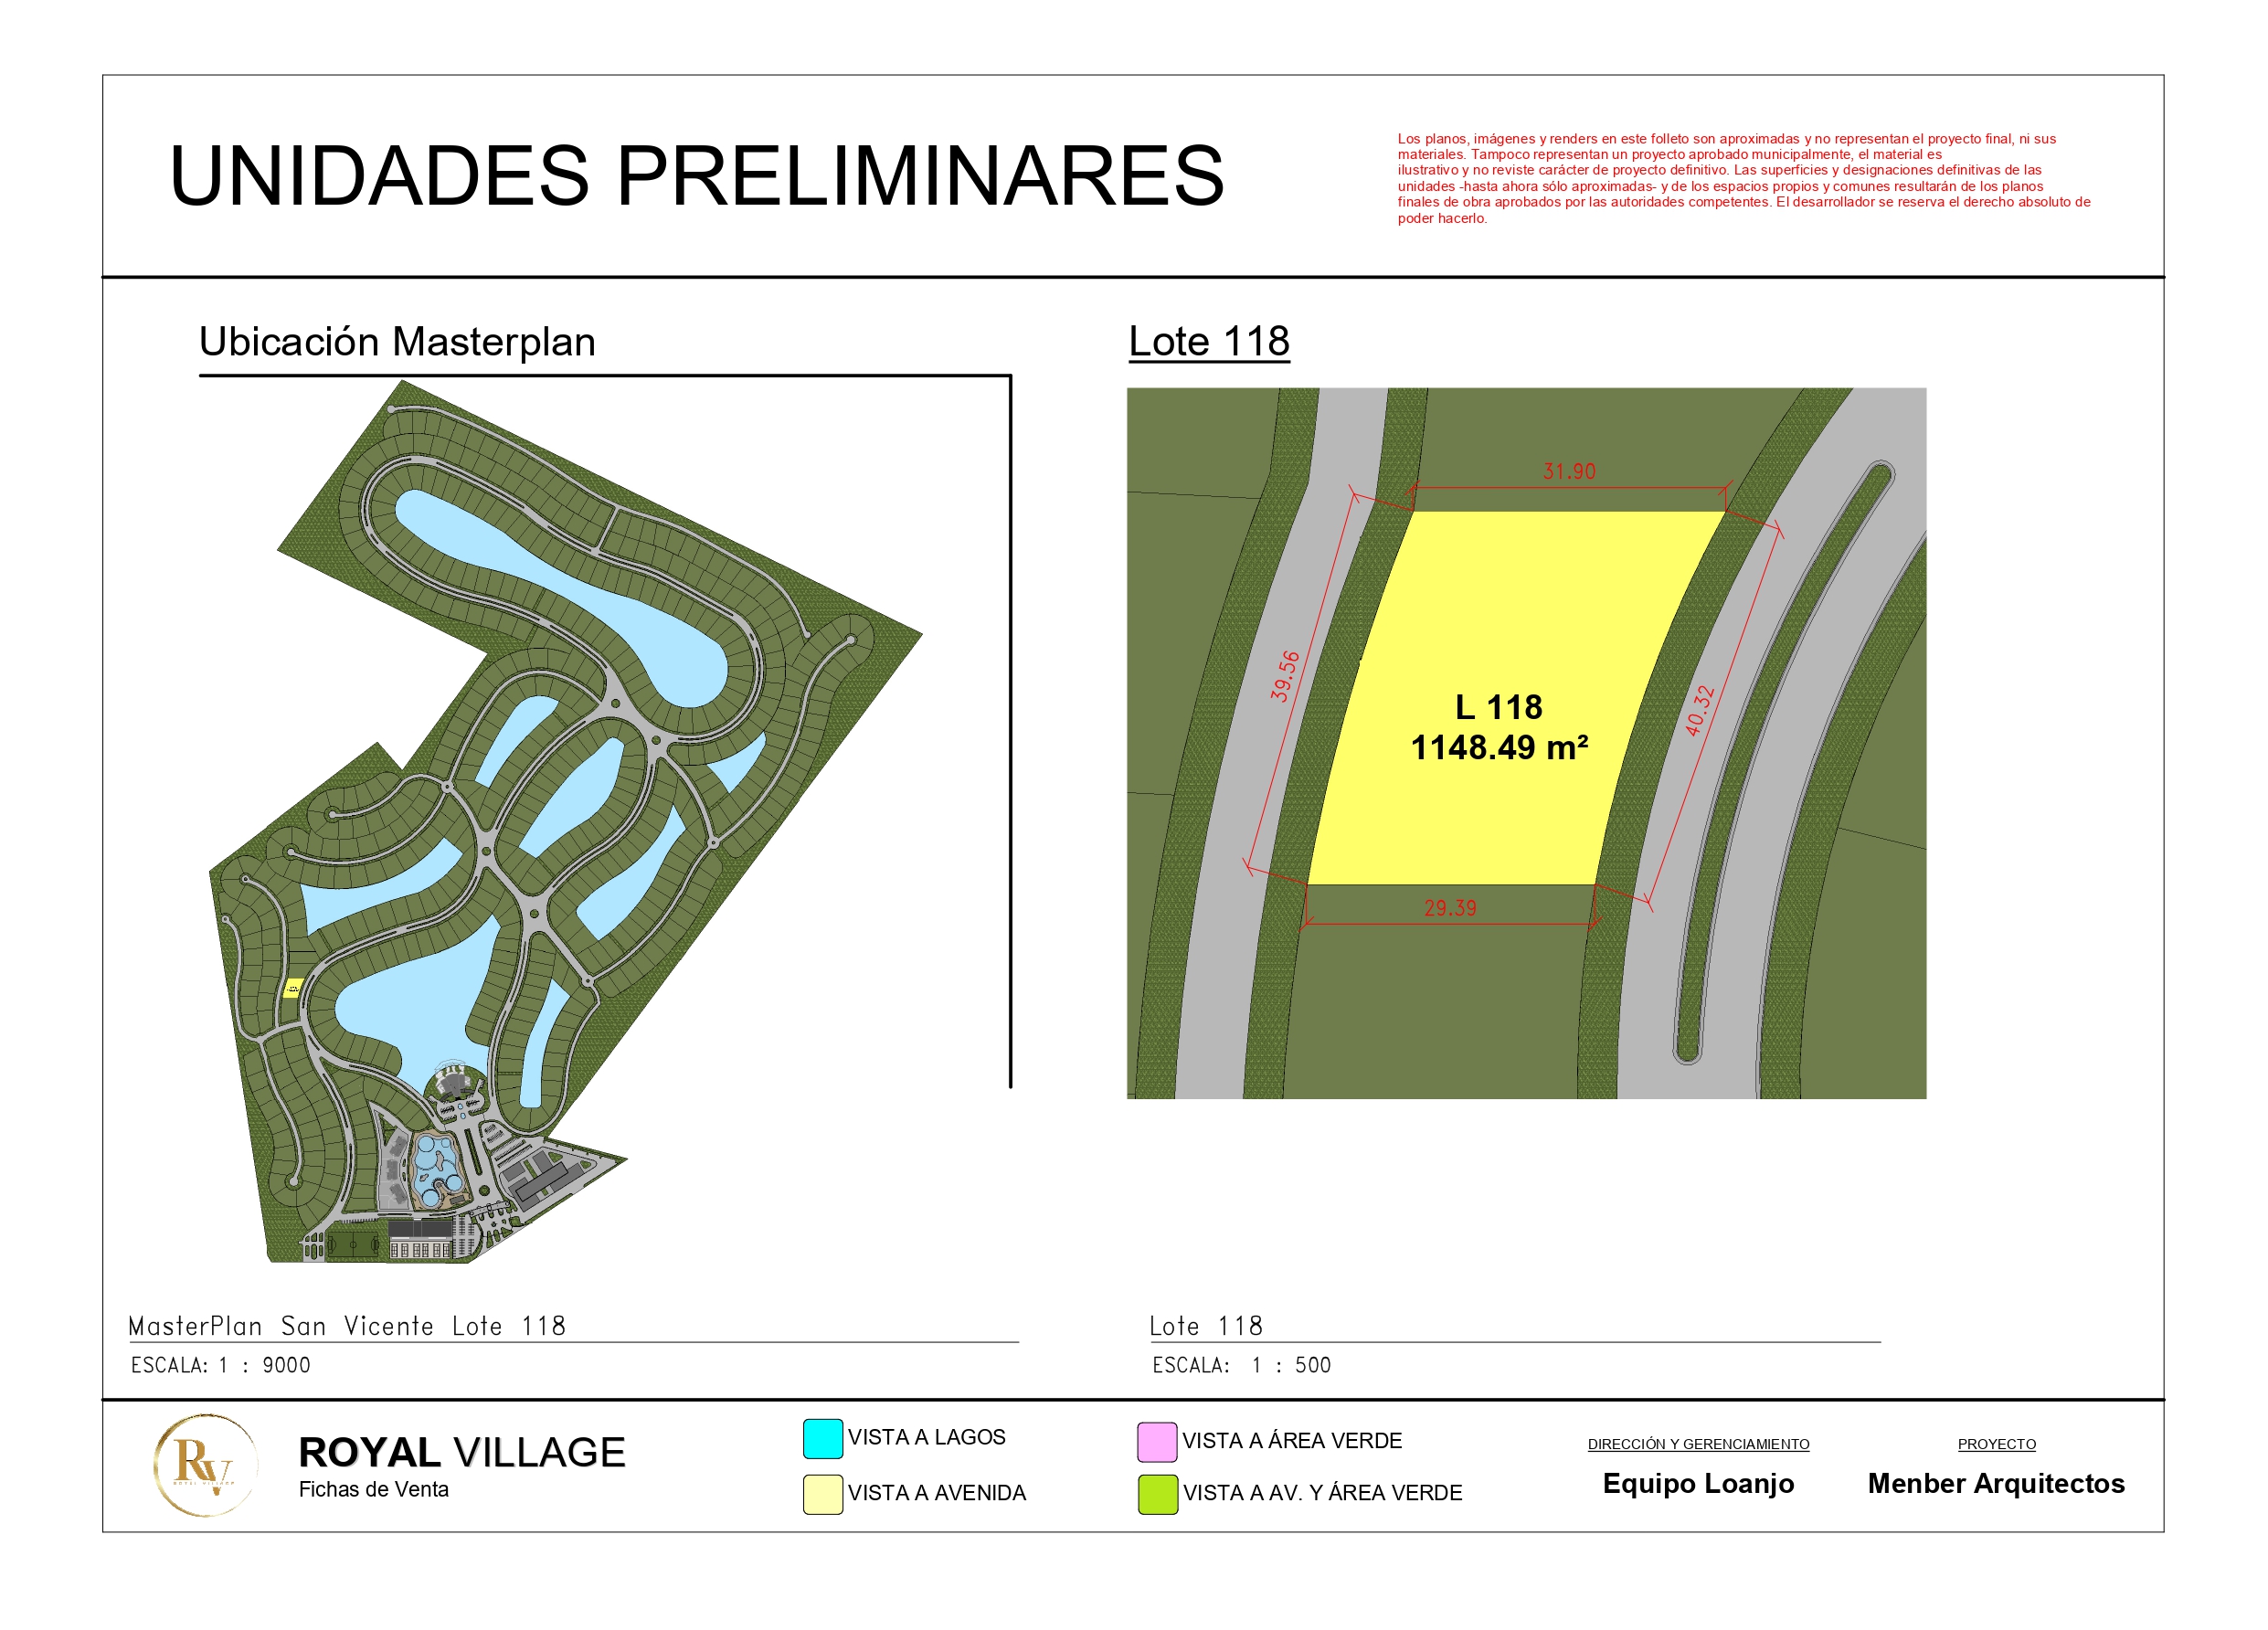 UNIDADES PRELIMINARES
Los planos, imágenes y renders en este folleto son aproximadas y no representan el proyecto final, ni sus
materiales. Tampoco representan un proyecto aprobado municipalmente, el material es
ilustrativo y no reviste carácter de proyecto definitivo. Las superficies y designaciones definitivas de las
unidades -hasta ahora sólo aproximadas- y de los espacios propios y comunes resultarán de los planos
finales de obra aprobados por las autoridades competentes. El desarrollador se reserva el derecho absoluto de
poder hacerlo.
Ubicación Masterplan
Lote 118
31.90
39.56
40.32
L 118
1148.49 m²
29.39
MasterPlan San Vicente Lote 118
ESCALA: 1 : 9000
Lote 118
ESCALA: 1 : 500
RV
ROYAL VILLAGE
ROYAL VILLAGE
Fichas de Venta
VISTA A LAGOS
VISTA A AVENIDA
VISTA A ÁREA VERDE
VISTA A AV. Y ÁREA VERDE
DIRECCIÓN Y GERENCIAMIENTO
Equipo Loanjo
PROYECTO
Menber Arquitectos